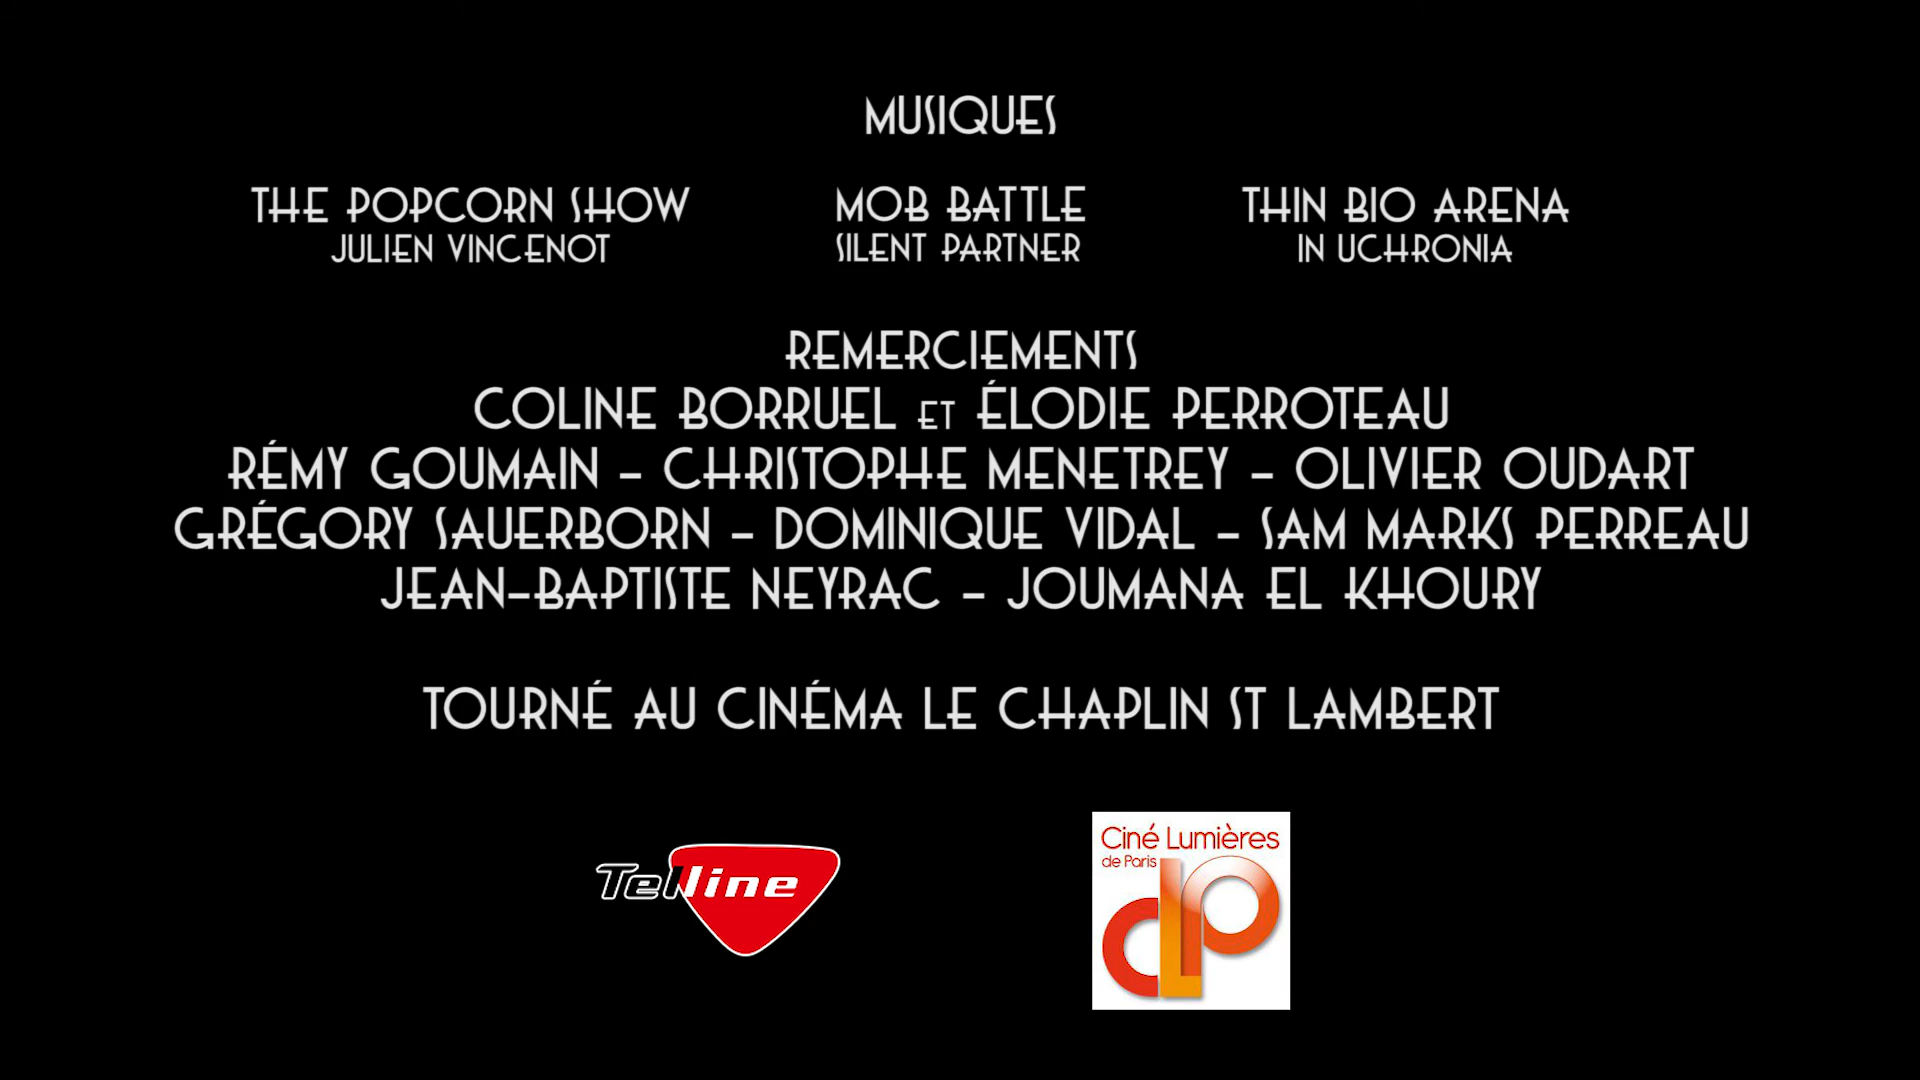 MUSIQUES
THE POPCORN SHOW MOB BATTLE THIN BIO ARENA
JULIEN VINCENOT SILENT PARTNER IN UCHRONIA
REMERCIEMENTS
COLINE BORRUEL ET ÉLODIE PERROTEAU
RÉMY GOUMAIN - CHRISTOPHE MENETREY - OLIVIER OUDART
GRÉGORY SAUERBORN - DOMINIQUE VIDAL - SAM MARKS PERREAU
JEAN-BAPTISTE NEYRAC - JOUMANA EL KHOURY
TOURNÉ AU CINÉMA LE CHAPLIN ST LAMBERT
Telline
Ciné Lumières
de Paris
clp